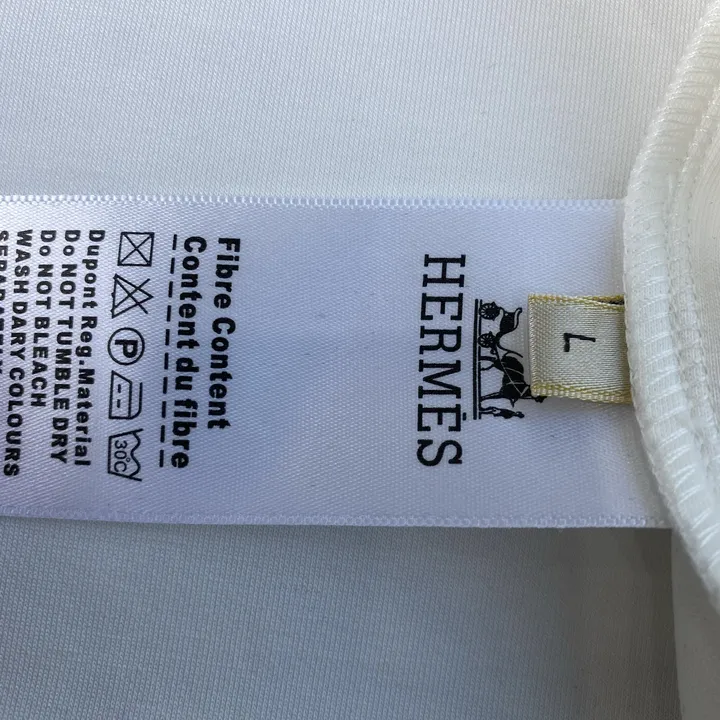 L
HERMÈS
Fibre Content
Content du fibre
P
30°C
Dupont Reg.Material
Do NOT TUMBLE DRY
Do NOT BLEACH
WASH DARY COLOURS